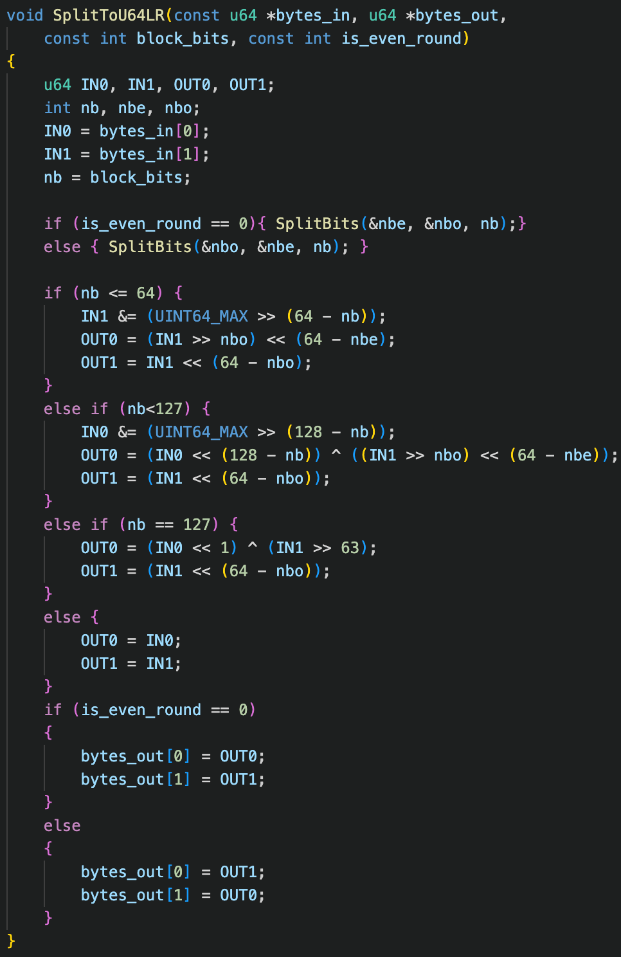 void SplitToU64LR(const u64 *bytes_in, u64 *bytes_out,
    const int block_bits, const int is_even_round)
{
    u64 IN0, IN1, OUT0, OUT1;
    int nb, nbe, nbo;
    IN0 = bytes_in[0];
    IN1 = bytes_in[1];
    nb = block_bits;

    if (is_even_round == 0){ SplitBits(&nbe, &nbo, nb);}
    else { SplitBits(&nbo, &nbe, nb); }

    if (nb <= 64) {
        IN1 &= (UINT64_MAX >> (64 - nb));
        OUT0 = (IN1 >> nbo) << (64 - nbe);
        OUT1 = IN1 << (64 - nbo);
    }
    else if (nb<127) {
        IN0 &= (UINT64_MAX >> (128 - nb));
        OUT0 = (IN0 << (128 - nb)) ^ ((IN1 >> nbo) << (64 - nbe));
        OUT1 = (IN1 << (64 - nbo));
    }
    else if (nb == 127) {
        OUT0 = (IN0 << 1) ^ (IN1 >> 63);
        OUT1 = (IN1 << (64 - nbo));
    }
    else {
        OUT0 = IN0;
        OUT1 = IN1;
    }
    if (is_even_round == 0)
    {
        bytes_out[0] = OUT0;
        bytes_out[1] = OUT1;
    }
    else
    {
        bytes_out[0] = OUT1;
        bytes_out[1] = OUT0;
    }
}